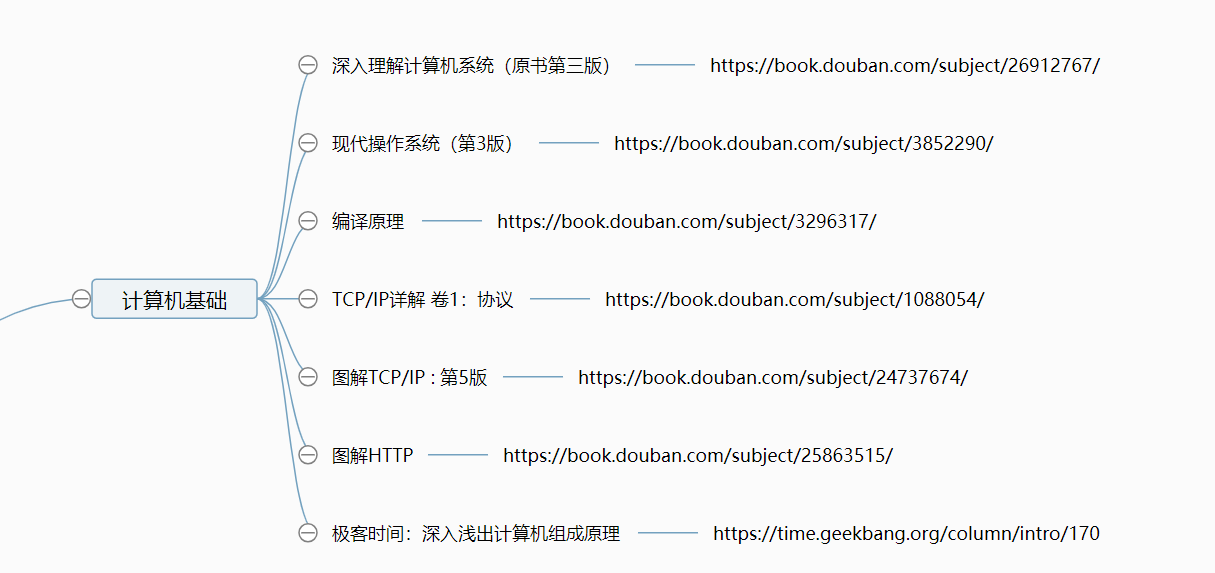 深入理解计算机系统（原书第三版） https://book.douban.com/subject/26912767/
现代操作系统（第3版） https://book.douban.com/subject/3852290/
编译原理 https://book.douban.com/subject/3296317/
计算机基础
TCP/IP详解 卷1：协议 https://book.douban.com/subject/1088054/
图解TCP/IP : 第5版 https://book.douban.com/subject/24737674/
图解HTTP https://book.douban.com/subject/25863515/
极客时间：深入浅出计算机组成原理 https://time.geekbang.org/column/intro/170